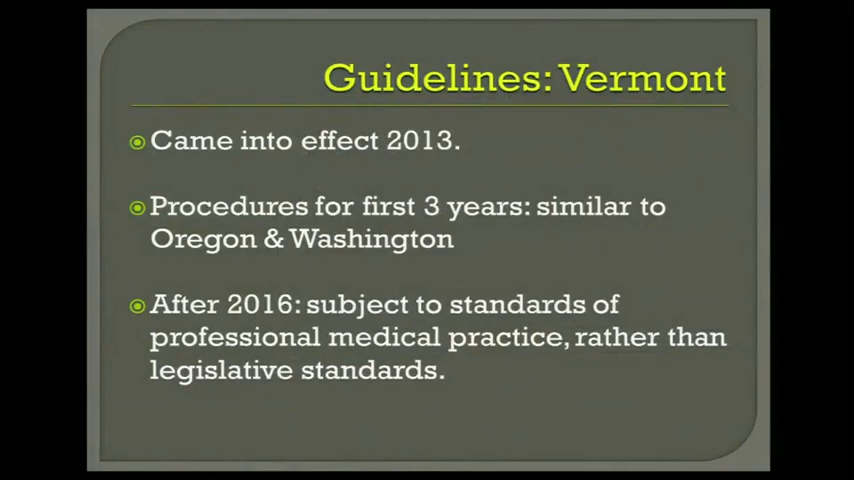 Guidelines: Vermont
Came into effect 2013.
Procedures for first 3 years: similar to
Oregon & Washington
After 2016: subject to standards of
professional medical practice, rather than
legislative standards.